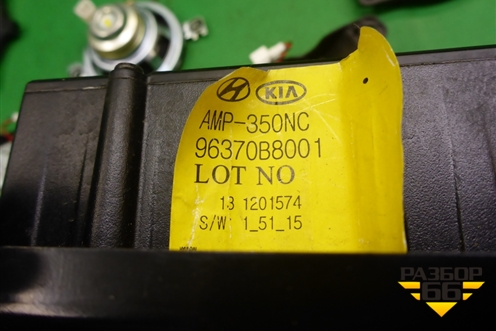 KIA
AMP-350NC
96370B8001
LOT NO
13 1201574
S/W 1_51_15
РАЗБОР
66